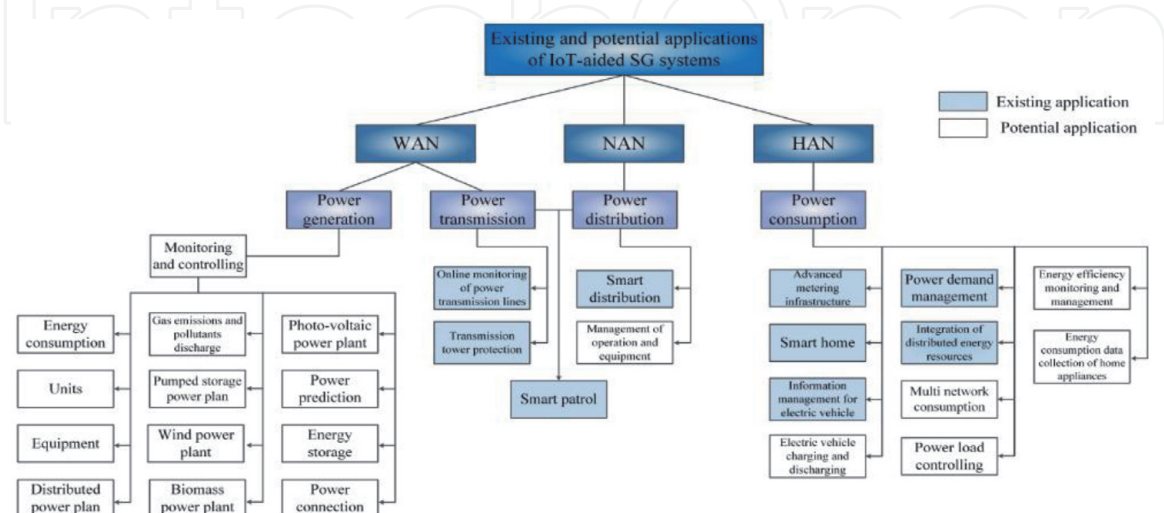 Existing and potential applications
of IoT-aided SG systems
Existing application
Potential application
WAN
NAN
HAN
Power
generation
Power
transmission
Power
distribution
Power
consumption
Monitoring
and controlling
Energy
consumption
Units
Equipment
Distributed
power plan
Gas emissions and
pollutants
discharge
Pumped storage
power plan
Wind power
plant
Biomass
power plant
Photo-voltaic
power plant
Power
prediction
Energy
storage
Power
connection
Online monitoring
of power
transmission lines
Transmission
tower protection
Smart patrol
Smart
distribution
Management of
operation and
equipment
Advanced
metering
infrastructure
Smart home
Information
management for
electric vehicle
Electric vehicle
charging and
discharging
Power demand
management
Integration of
distributed energy
resources
Multi network
consumption
Power load
controlling
Energy efficiency
monitoring and
management
Energy
consumption data
collection of home
appliances